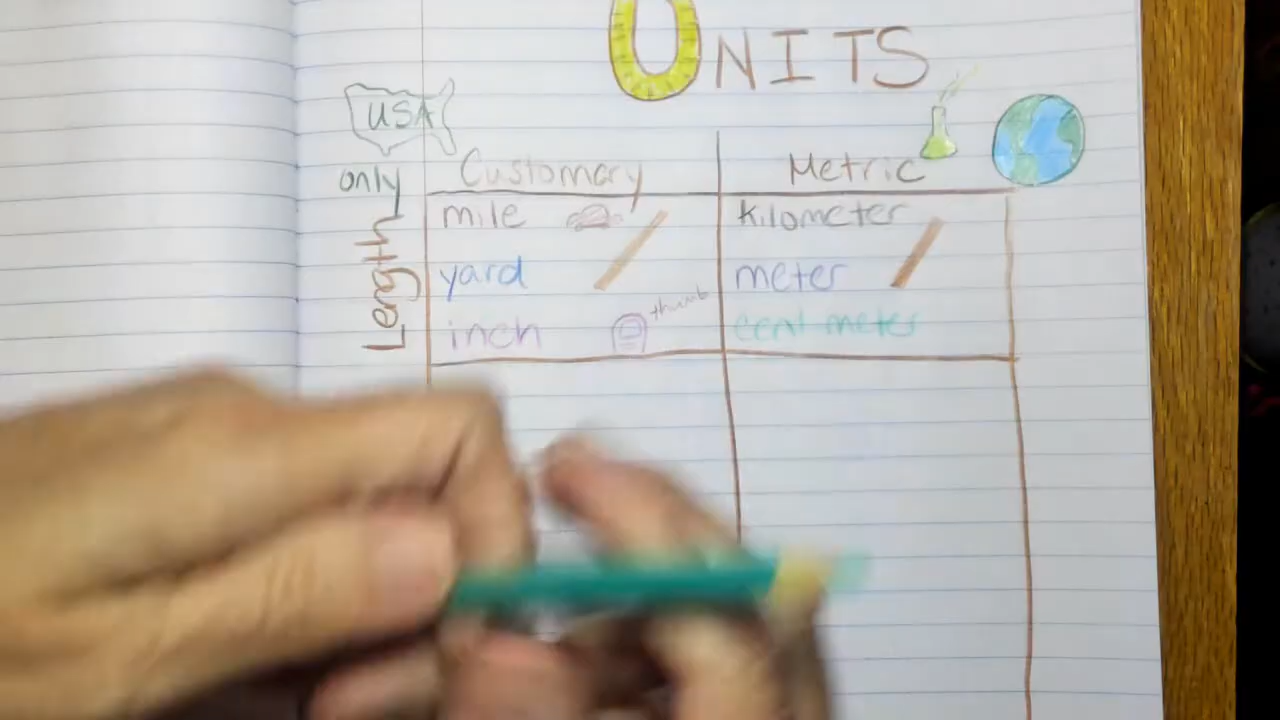 UNITS
USA
only
Customary
Metric
Length
mile
kilometer
yard
meter
thumb
inch
centimeter